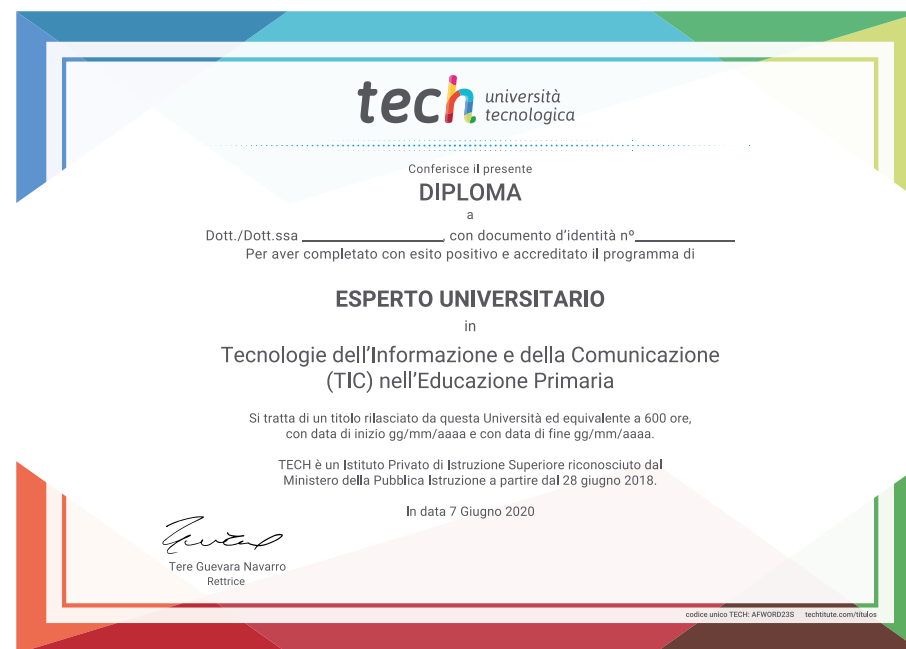 tech università
tecnologica
Conferisce il presente
DIPLOMA
a
Dott./Dott.ssa ____________________, con documento d'identità nº______________
Per aver completato con esito positivo e accreditato il programma di
ESPERTO UNIVERSITARIO
in
Tecnologie dell'Informazione e della Comunicazione
(TIC) nell'Educazione Primaria
Si tratta di un titolo rilasciato da questa Università ed equivalente a 600 ore,
con data di inizio gg/mm/aaaa e con data di fine gg/mm/aaaa.
TECH è un Istituto Privato di Istruzione Superiore riconosciuto dal
Ministero della Pubblica Istruzione a partire dal 28 giugno 2018.
In data 7 Giugno 2020
Tere Guevara Navarro
Rettrice
codice unico TECH: AFWORD23S techtitute.com/titulos